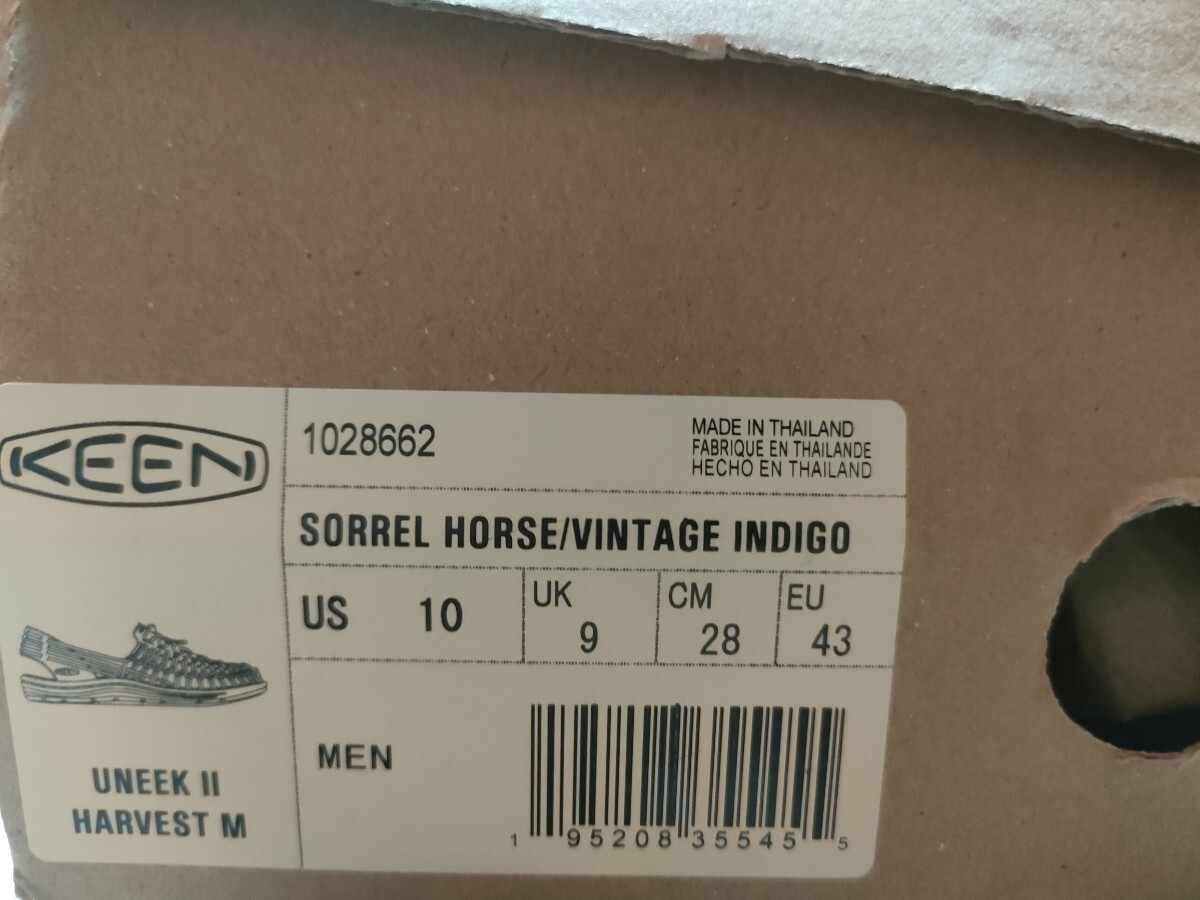 KEEN
1028662
MADE IN THAILAND
FABRIQUE EN THAILANDE
HECHO EN THAILAND
SORREL HORSE/VINTAGE INDIGO
US 10
UK 9
CM 28
EU 43
MEN
UNEEK II
HARVEST M
1 95208 35545 5